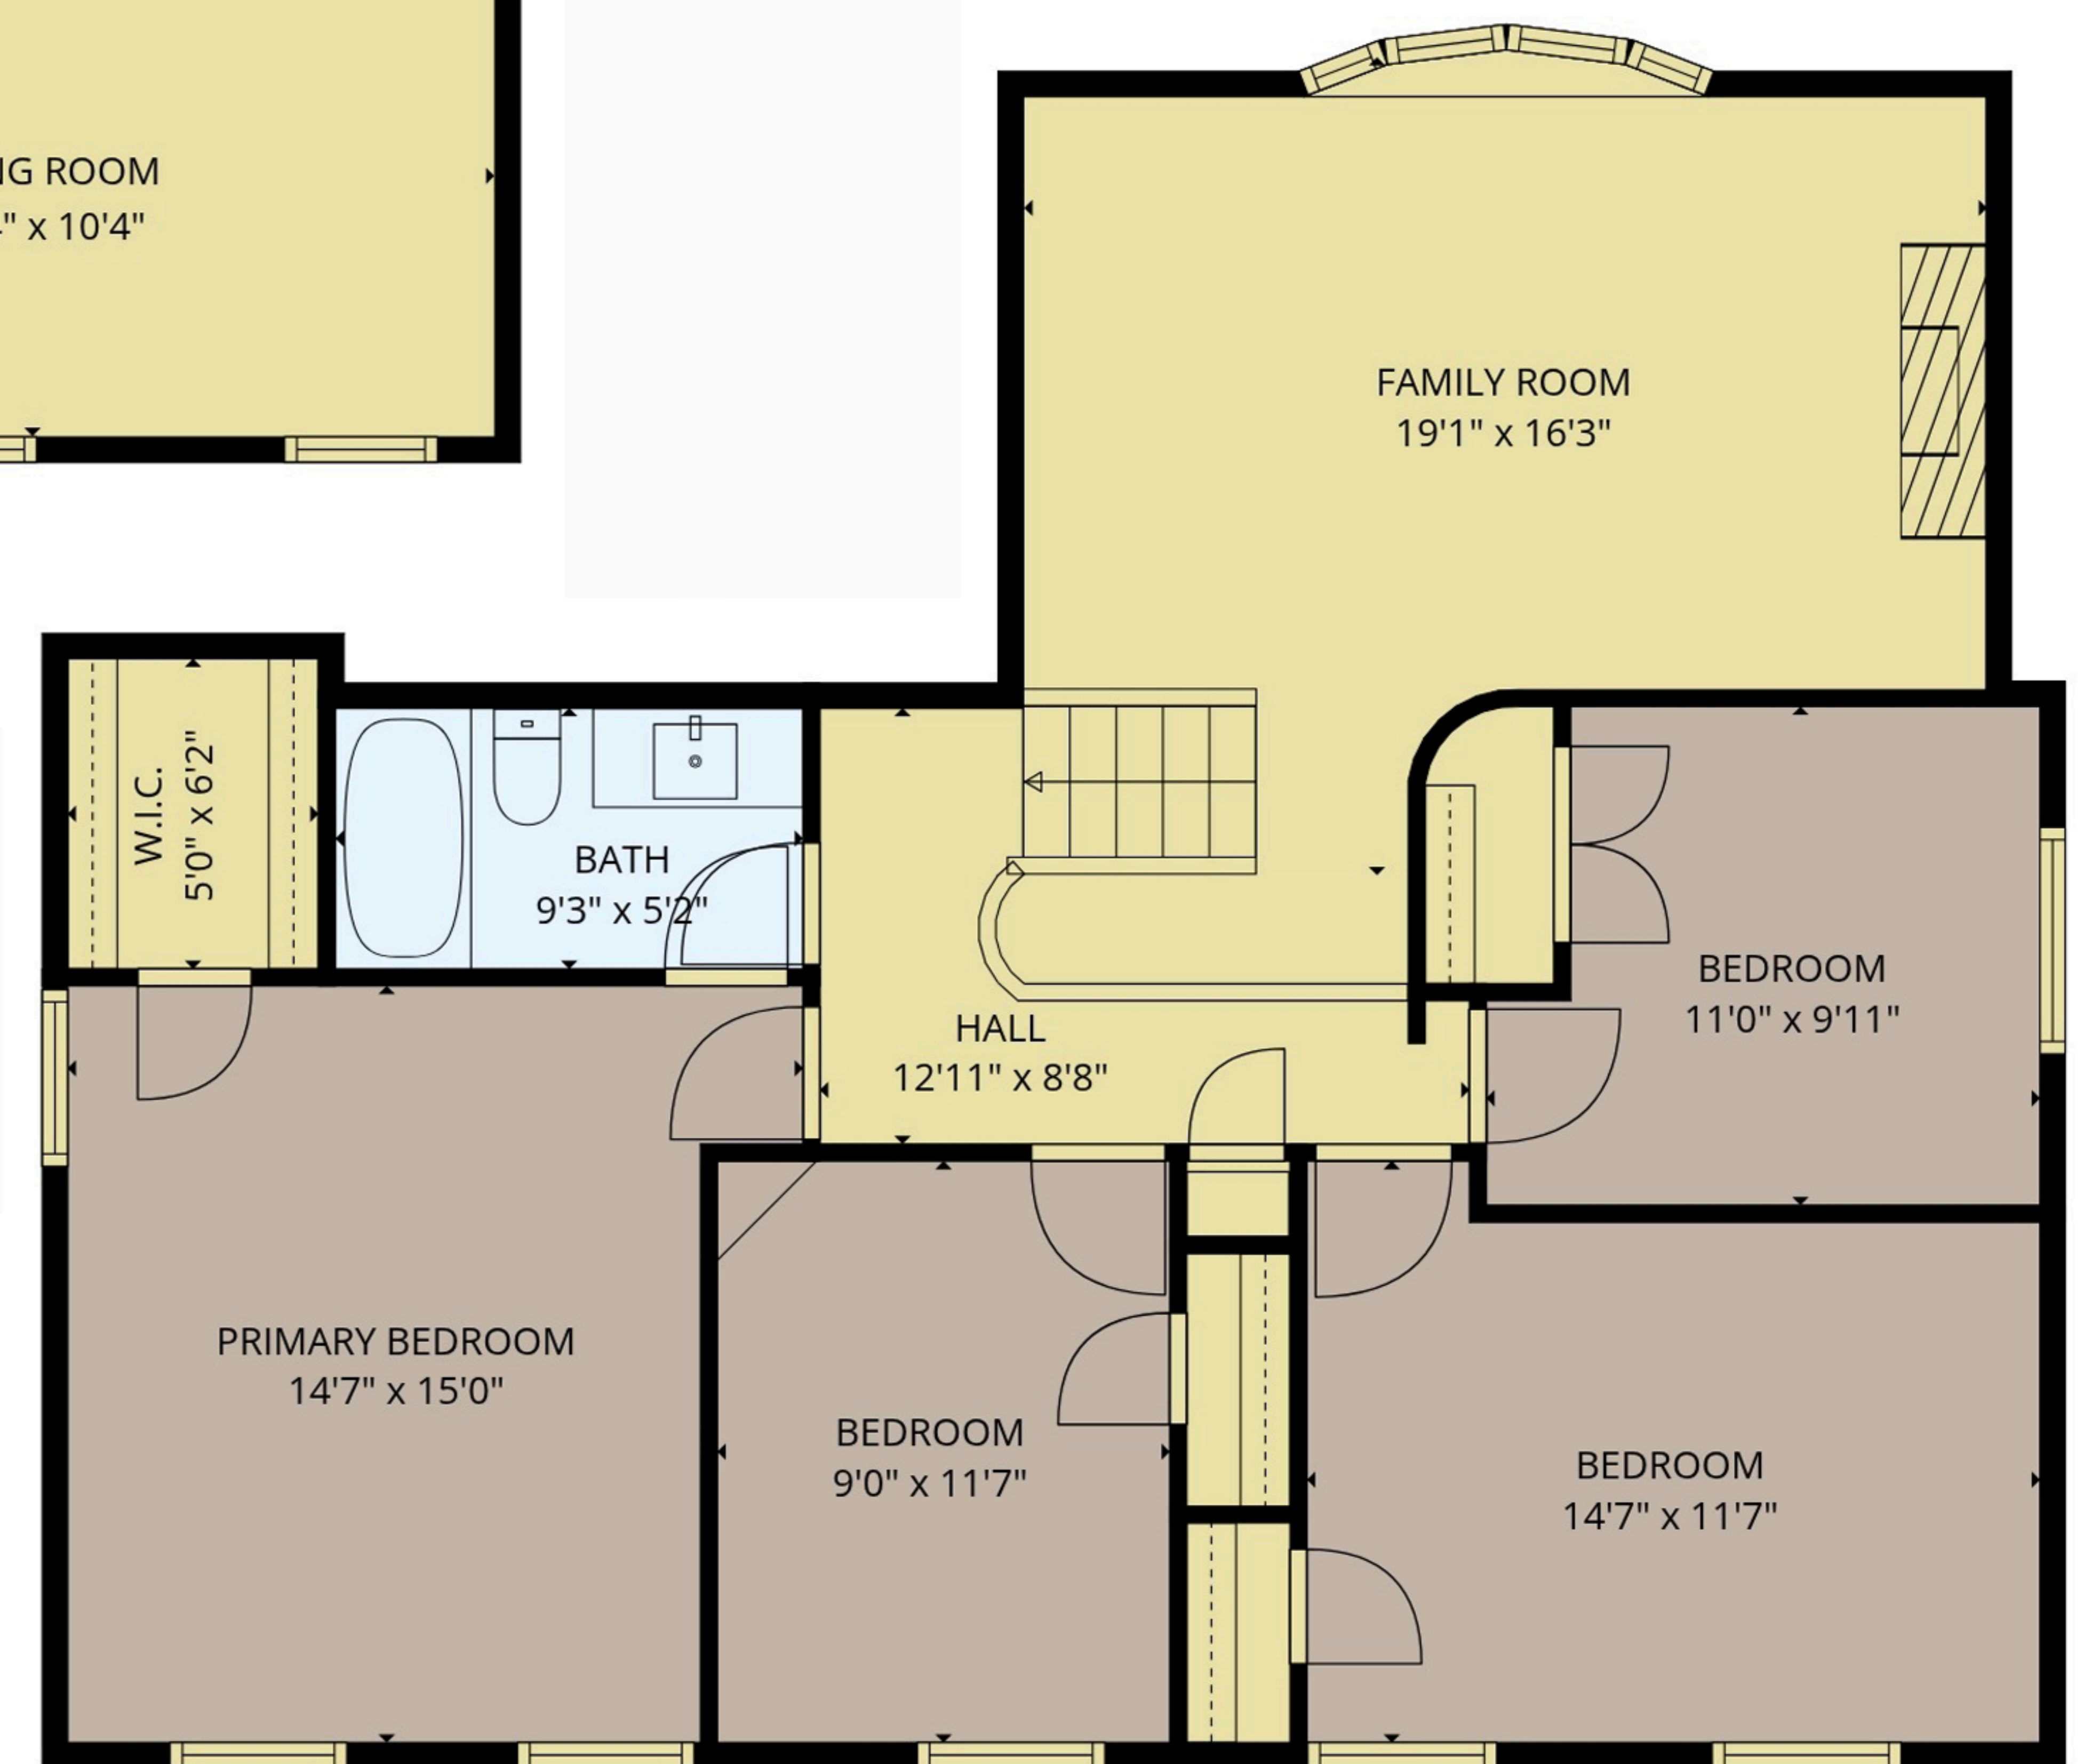 G ROOM
" x 10'4"
FAMILY ROOM
19'1" x 16'3"
W.I.C.
5'0" x 6'2"
BATH
9'3" x 5'2"
HALL
12'11" x 8'8"
BEDROOM
11'0" x 9'11"
PRIMARY BEDROOM
14'7" x 15'0"
BEDROOM
9'0" x 11'7"
BEDROOM
14'7" x 11'7"